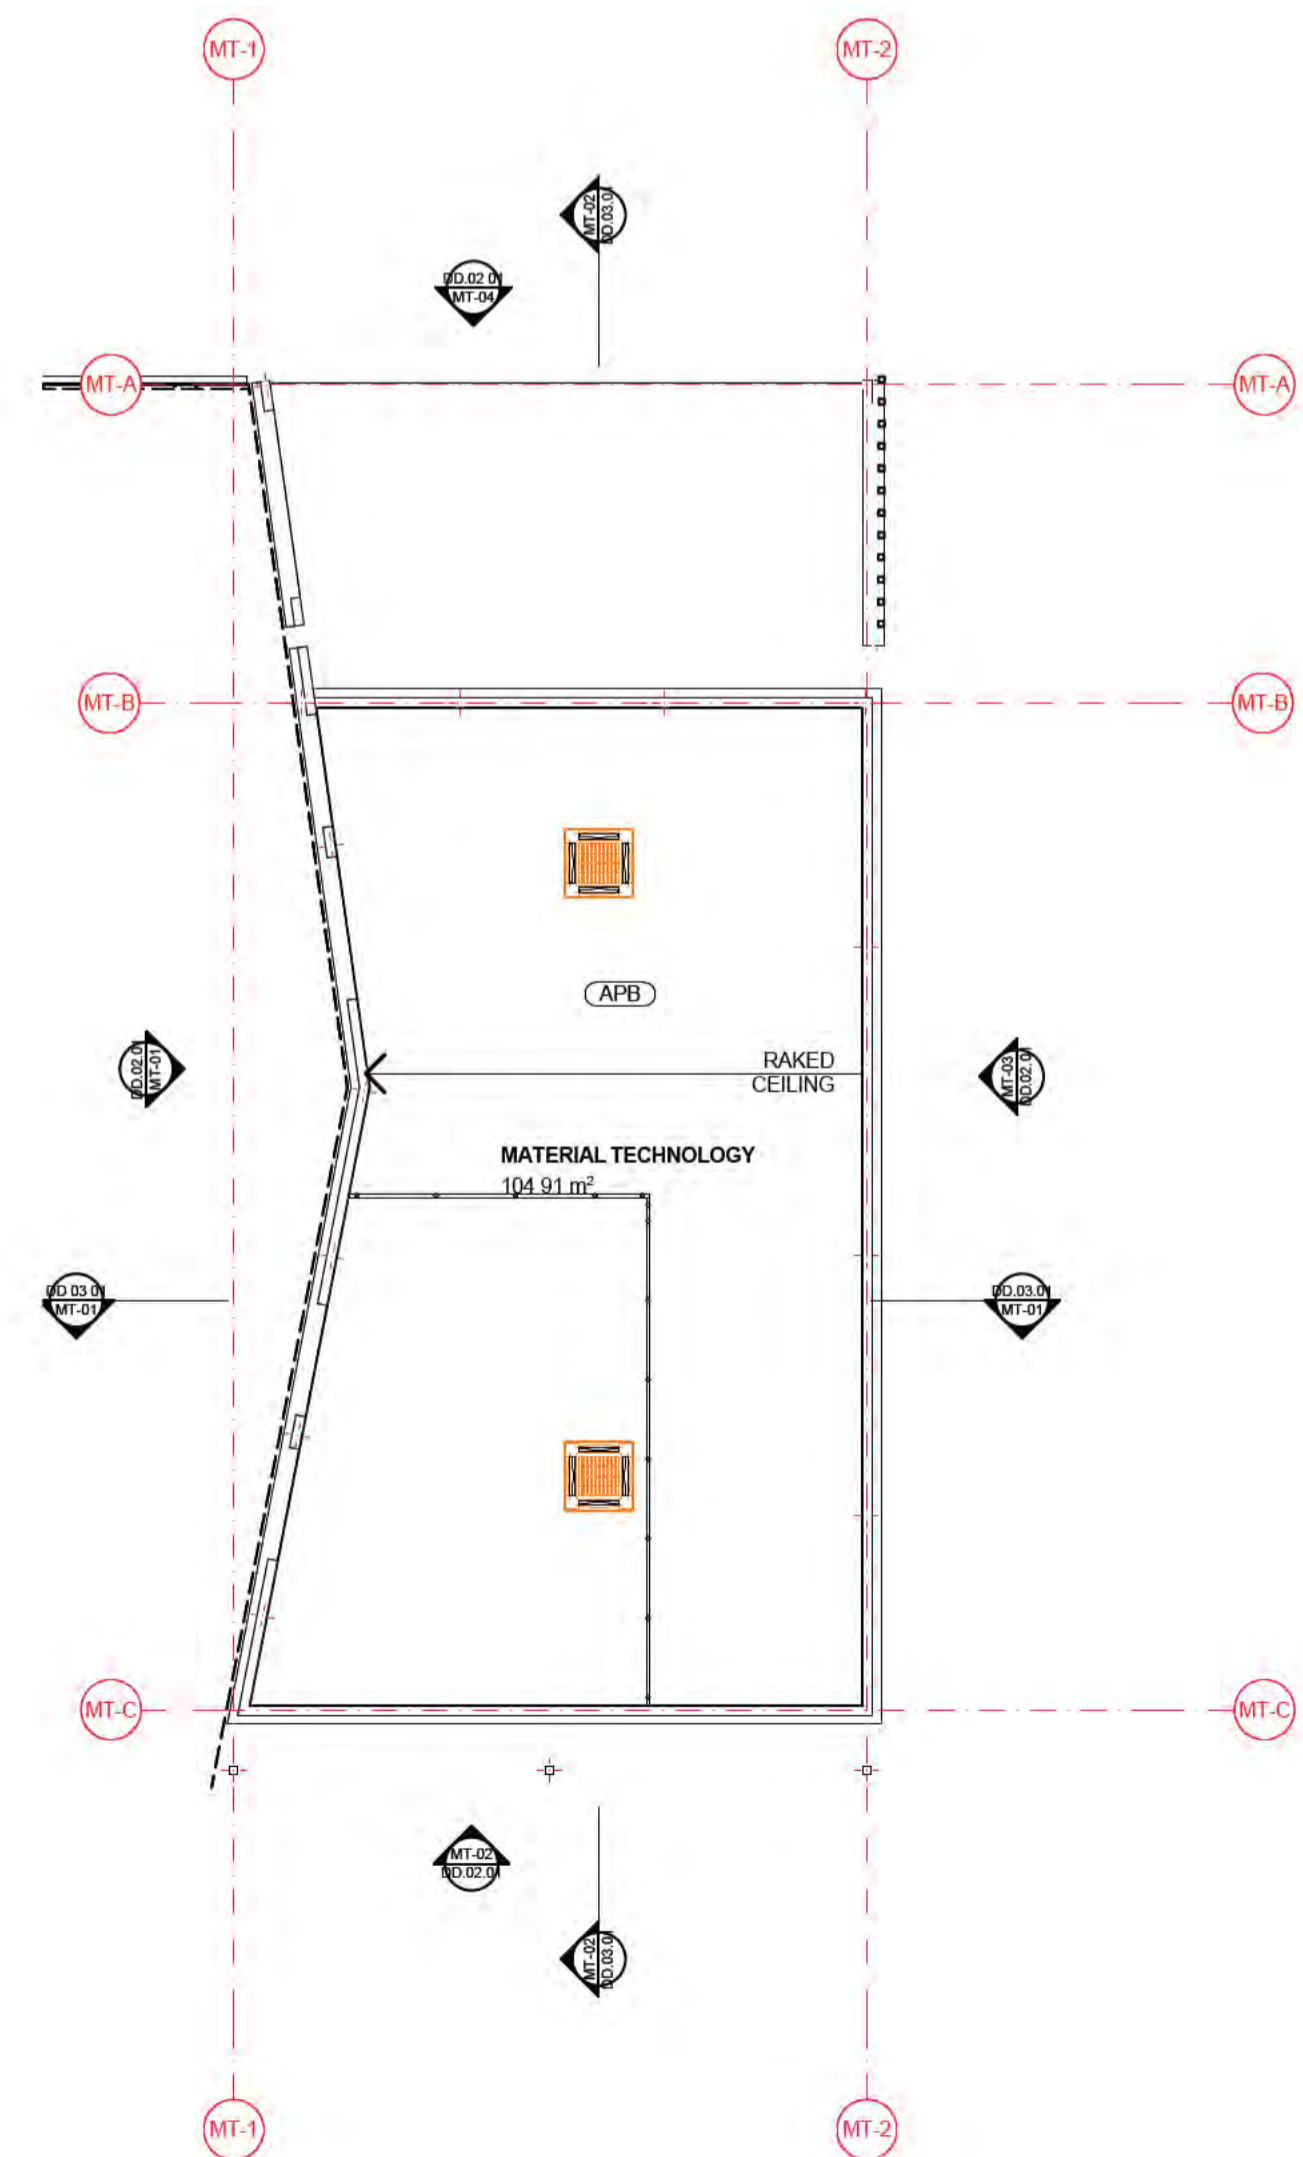 MT-1
MT-2
MT-02
DD.03.01
DD.02 01
MT-04
MT-A
MT-A
MT-B
MT-B
APB
RAKED
CEILING
DD.02.01
MT-01
MT-03
DD.02.01
MATERIAL TECHNOLOGY
104 91 m²
DD 03 01
MT-01
DD.03.01
MT-01
MT-C
MT-C
MT-02
DD.02.01
MT-02
DD.03.01
MT-1
MT-2